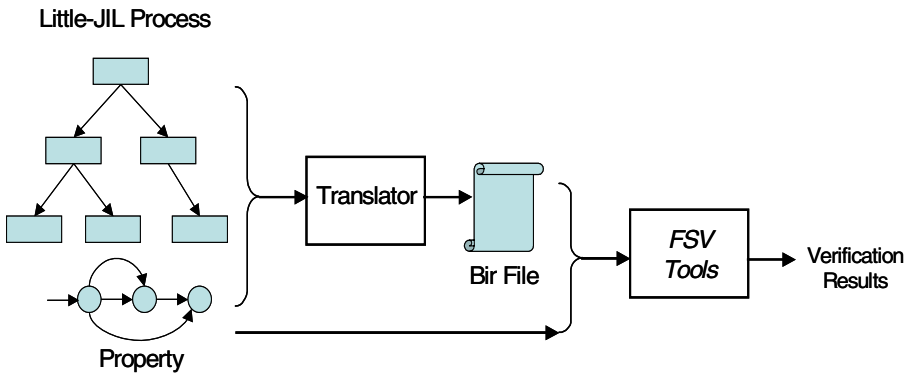 Little-JIL Process
Translator
Bir File
FSV
Tools
Verification
Results
Property